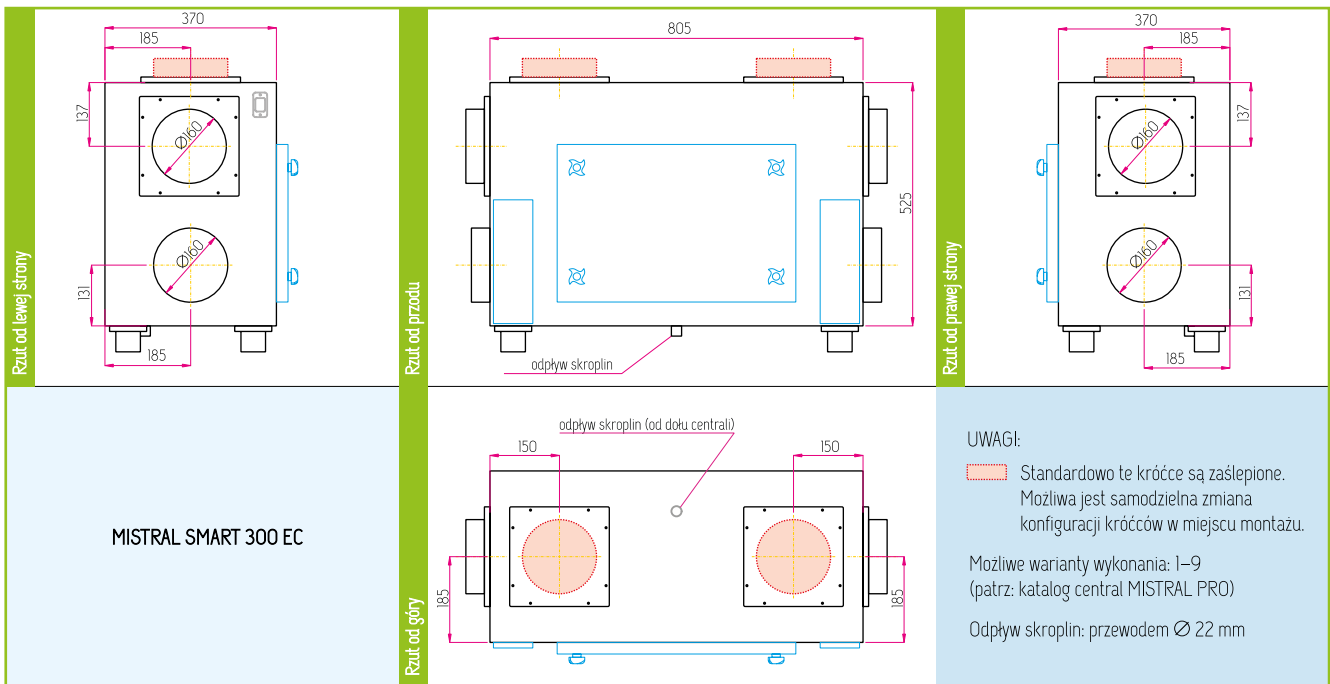 Rzut od lewej strony
370
185
137
Ø160
Ø160
131
185
Rzut od przodu
805
525
odpływ skroplin
Rzut od prawej strony
370
185
137
Ø160
Ø160
131
185
MISTRAL SMART 300 EC
Rzut od góry
odpływ skroplin (od dołu centrali)
150
150
185
185
UWAGI:
Standardowo te króćce są zaślepione.
Możliwa jest samodzielna zmiana
konfiguracji króćców w miejscu montażu.
Możliwe warianty wykonania: 1–9
(patrz: katalog central MISTRAL PRO)
Odpływ skroplin: przewodem Ø 22 mm